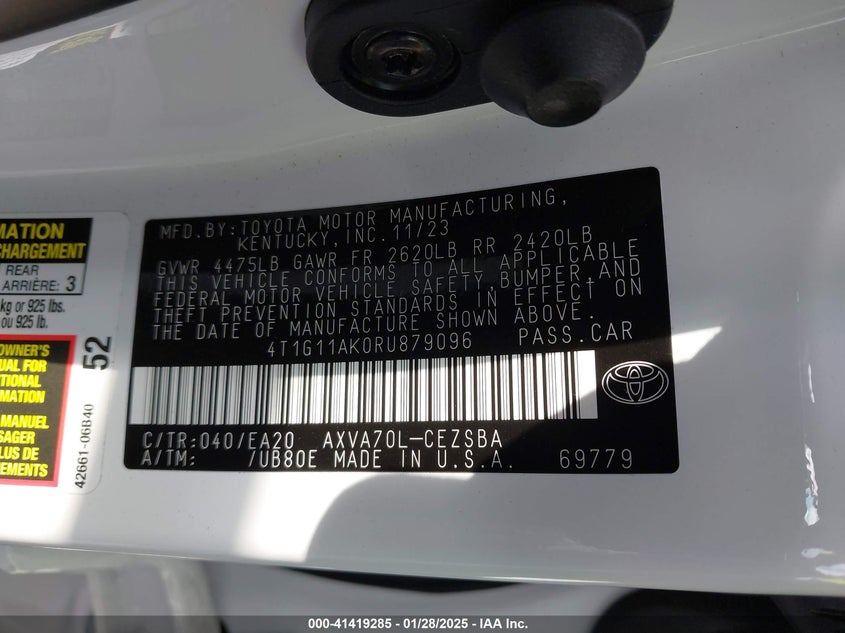 MFD. BY: TOYOTA MOTOR MANUFACTURING,
KENTUCKY, INC. 11/23
GVWR 4475LB GAWR FR 2620LB RR 2420LB
THIS VEHICLE CONFORMS TO ALL APPLICABLE
FEDERAL MOTOR VEHICLE SAFETY, BUMPER, AND
THEFT PREVENTION STANDARDS IN EFFECT ON
THE DATE OF MANUFACTURE SHOWN ABOVE.
4T1G11AK0RU879096 PASS. CAR
C/TR: 040/EA20 AXVA70L-CEZSBA
A/TM: /UB80E MADE IN U.S.A. 69779
MATION
CHARGEMENT
REAR
ARRIÈRE: 3
kg or 925 lbs.
ou 925 lb.
OWNER'S
UAL FOR
TIONAL
RMATION
MANUEL
SAGER
LUS DE
NEMENTS
52
42661-06B40
000-41419285 - 01/28/2025 - IAA Inc.